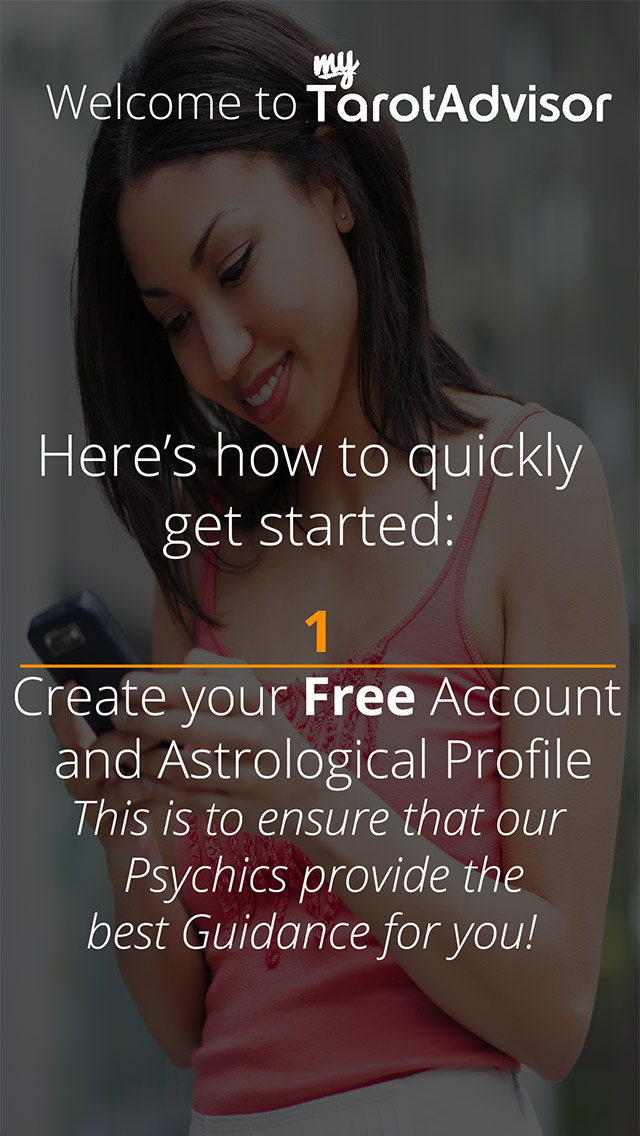 my
Welcome to TarotAdvisor
Here’s how to quickly
get started:
1
Create your Free Account
and Astrological Profile
This is to ensure that our
Psychics provide the
best Guidance for you!